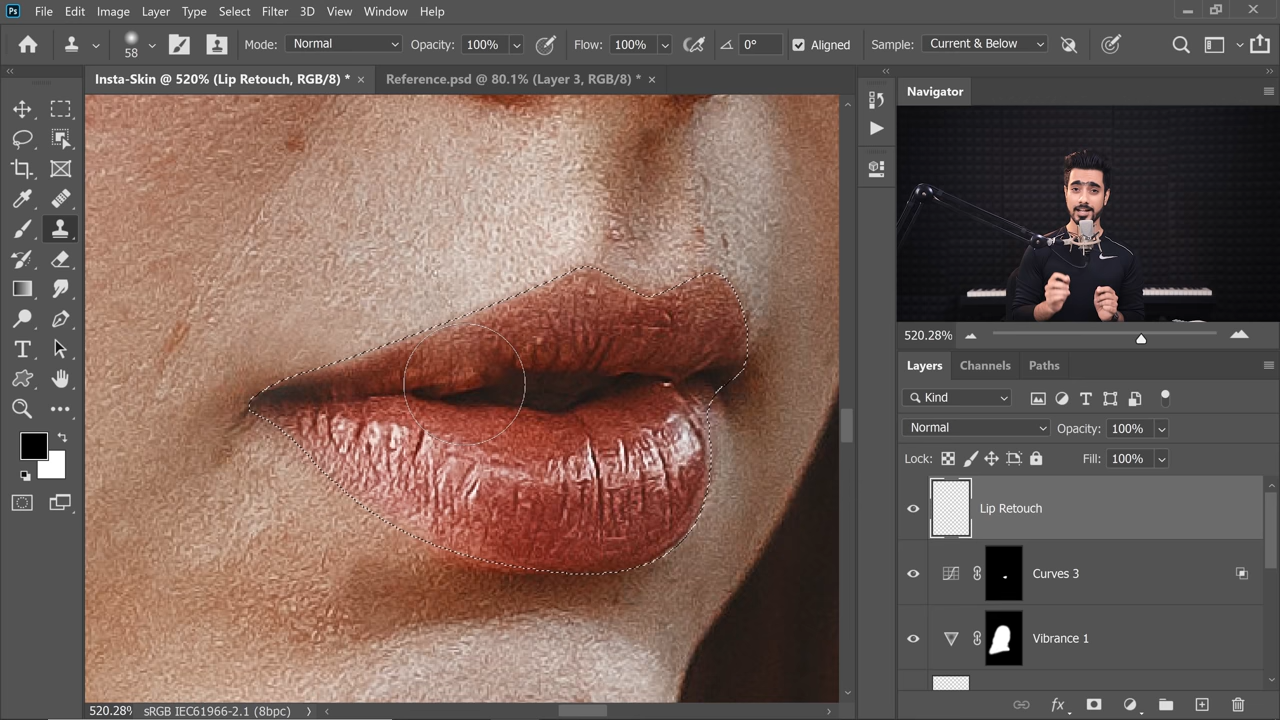 Ps File Edit Image Layer Type Select Filter 3D View Window Help
58 Mode: Normal Opacity: 100% Flow: 100% 0° Aligned Sample: Current & Below
Insta-Skin @ 520% (Lip Retouch, RGB/8) * × Reference.psd @ 80.1% (Layer 3, RGB/8) * ×
Navigator
520.28%
Layers Channels Paths
Kind
Normal Opacity: 100%
Lock: Fill: 100%
Lip Retouch
Curves 3
Vibrance 1
fx
520.28% sRGB IEC61966-2.1 (8bpc)